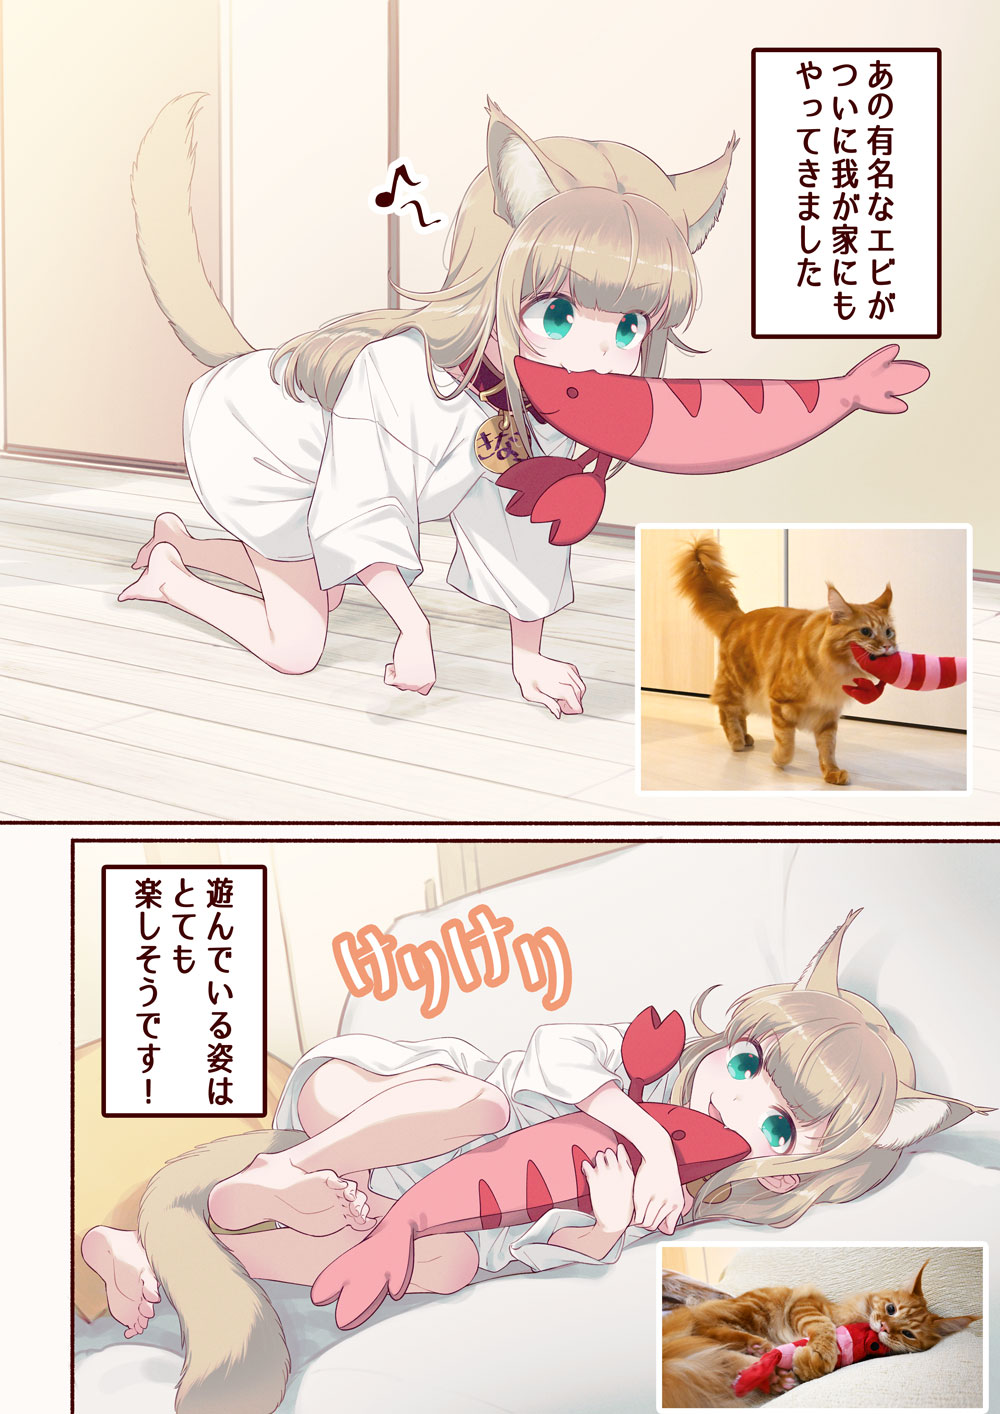 あの有名なエビが
ついに我が家にも
やってきました
きなこ
遊んでいる姿は
とても
楽しそうです！
けりけり